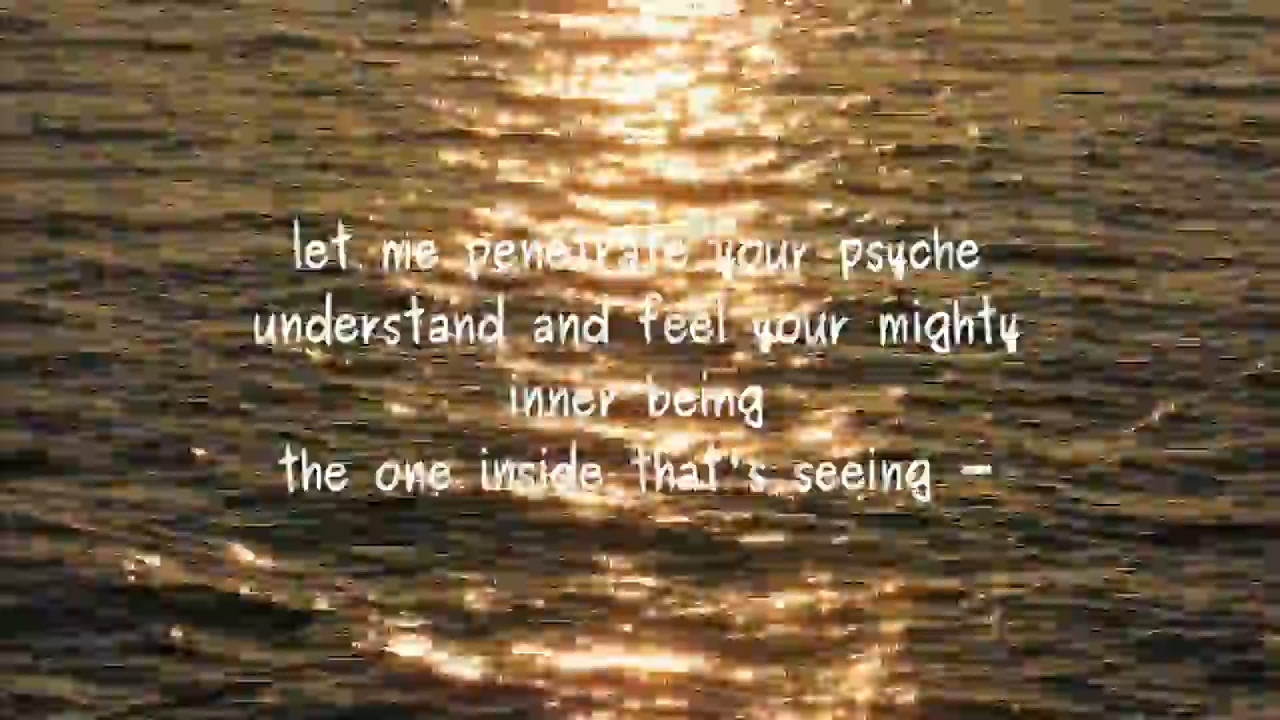 let me penetrate your psyche
understand and feel your mighty
inner being
the one inside that's seeing –